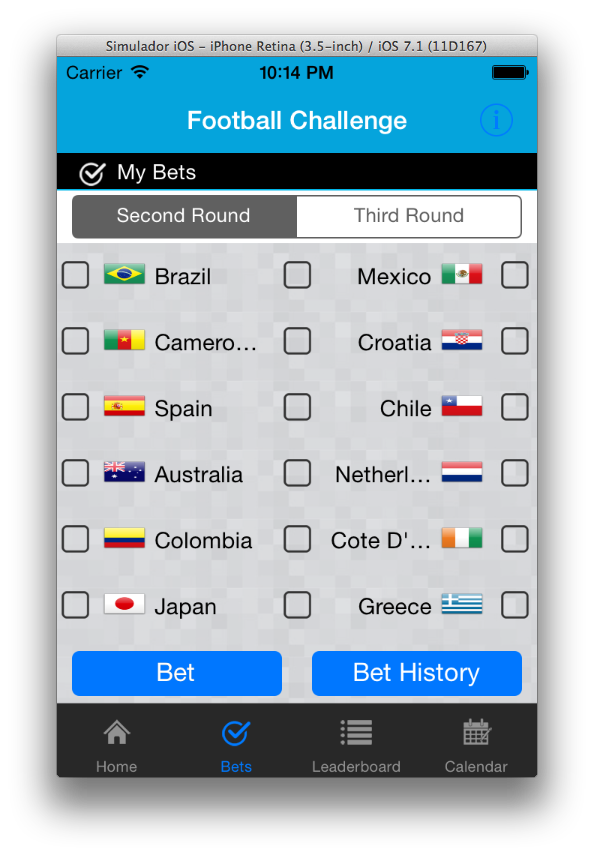 Simulador iOS - iPhone Retina (3.5-inch) / iOS 7.1 (11D167)
Carrier 10:14 PM
Football Challenge i
My Bets
Second Round Third Round
Brazil Mexico
Camero... Croatia
Spain Chile
Australia Netherl...
Colombia Cote D'...
Japan Greece
Bet Bet History
Home Bets Leaderboard Calendar